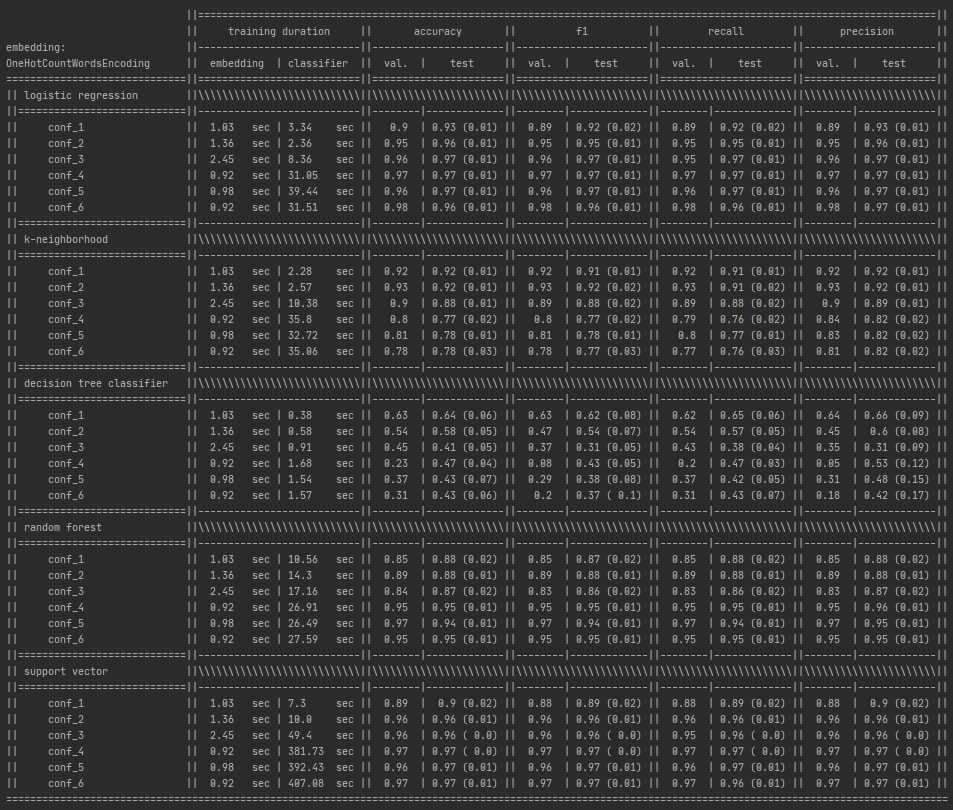 ||===========================================================================================================================||
|| training duration || accuracy || f1 || recall || precision ||
embedding: ||---------------------------||----------------------||----------------------||----------------------||----------------------||
OneHotCountWordsEncoding || embedding | classifier || val. | test || val. | test || val. | test || val. | test ||
==============================||===========================||======================||======================||======================||======================||
|| logistic regression ||\\\\\\\\\\\\\\\\\\\\\\\\\\\||\\\\\\\\\\\\\\\\\\\\\\||\\\\\\\\\\\\\\\\\\\\\\||\\\\\\\\\\\\\\\\\\\\\\||\\\\\\\\\\\\\\\\\\\\\\||
||============================||---------------------------||--------|-------------||--------|-------------||--------|-------------||--------|-------------||
|| conf_1 || 1.03 sec | 3.34 sec || 0.9 | 0.93 (0.01) || 0.89 | 0.92 (0.02) || 0.89 | 0.92 (0.02) || 0.89 | 0.93 (0.01) ||
|| conf_2 || 1.36 sec | 2.36 sec || 0.95 | 0.96 (0.01) || 0.95 | 0.95 (0.01) || 0.95 | 0.95 (0.01) || 0.95 | 0.96 (0.01) ||
|| conf_3 || 2.45 sec | 8.36 sec || 0.96 | 0.97 (0.01) || 0.96 | 0.97 (0.01) || 0.95 | 0.97 (0.01) || 0.96 | 0.97 (0.01) ||
|| conf_4 || 0.92 sec | 31.05 sec || 0.97 | 0.97 (0.01) || 0.97 | 0.97 (0.01) || 0.97 | 0.97 (0.01) || 0.97 | 0.97 (0.01) ||
|| conf_5 || 0.98 sec | 39.44 sec || 0.96 | 0.97 (0.01) || 0.96 | 0.97 (0.01) || 0.96 | 0.97 (0.01) || 0.96 | 0.97 (0.01) ||
|| conf_6 || 0.92 sec | 31.51 sec || 0.98 | 0.96 (0.01) || 0.98 | 0.96 (0.01) || 0.98 | 0.96 (0.01) || 0.98 | 0.97 (0.01) ||
||============================||---------------------------||--------|-------------||--------|-------------||--------|-------------||--------|-------------||
|| k-neighborhood ||\\\\\\\\\\\\\\\\\\\\\\\\\\\||\\\\\\\\\\\\\\\\\\\\\\||\\\\\\\\\\\\\\\\\\\\\\||\\\\\\\\\\\\\\\\\\\\\\||\\\\\\\\\\\\\\\\\\\\\\||
||============================||---------------------------||--------|-------------||--------|-------------||--------|-------------||--------|-------------||
|| conf_1 || 1.03 sec | 2.28 sec || 0.92 | 0.92 (0.01) || 0.92 | 0.91 (0.01) || 0.92 | 0.91 (0.01) || 0.92 | 0.92 (0.01) ||
|| conf_2 || 1.36 sec | 2.57 sec || 0.93 | 0.92 (0.01) || 0.93 | 0.92 (0.02) || 0.93 | 0.91 (0.02) || 0.93 | 0.92 (0.01) ||
|| conf_3 || 2.45 sec | 10.38 sec || 0.9 | 0.88 (0.01) || 0.89 | 0.88 (0.02) || 0.89 | 0.88 (0.02) || 0.9 | 0.89 (0.01) ||
|| conf_4 || 0.92 sec | 35.8 sec || 0.8 | 0.77 (0.02) || 0.8 | 0.77 (0.02) || 0.79 | 0.76 (0.02) || 0.84 | 0.82 (0.02) ||
|| conf_5 || 0.98 sec | 32.72 sec || 0.81 | 0.78 (0.01) || 0.81 | 0.78 (0.01) || 0.8 | 0.77 (0.01) || 0.83 | 0.82 (0.02) ||
|| conf_6 || 0.92 sec | 35.06 sec || 0.78 | 0.78 (0.03) || 0.78 | 0.77 (0.03) || 0.77 | 0.76 (0.03) || 0.81 | 0.82 (0.02) ||
||============================||---------------------------||--------|-------------||--------|-------------||--------|-------------||--------|-------------||
|| decision tree classifier ||\\\\\\\\\\\\\\\\\\\\\\\\\\\||\\\\\\\\\\\\\\\\\\\\\\||\\\\\\\\\\\\\\\\\\\\\\||\\\\\\\\\\\\\\\\\\\\\\||\\\\\\\\\\\\\\\\\\\\\\||
||============================||---------------------------||--------|-------------||--------|-------------||--------|-------------||--------|-------------||
|| conf_1 || 1.03 sec | 0.38 sec || 0.63 | 0.64 (0.06) || 0.63 | 0.62 (0.08) || 0.62 | 0.65 (0.06) || 0.64 | 0.66 (0.09) ||
|| conf_2 || 1.36 sec | 0.58 sec || 0.54 | 0.58 (0.05) || 0.47 | 0.54 (0.07) || 0.54 | 0.57 (0.05) || 0.45 | 0.6 (0.08) ||
|| conf_3 || 2.45 sec | 0.91 sec || 0.45 | 0.41 (0.05) || 0.37 | 0.31 (0.05) || 0.43 | 0.38 (0.04) || 0.35 | 0.31 (0.09) ||
|| conf_4 || 0.92 sec | 1.68 sec || 0.23 | 0.47 (0.04) || 0.08 | 0.43 (0.05) || 0.2 | 0.47 (0.03) || 0.05 | 0.53 (0.12) ||
|| conf_5 || 0.98 sec | 1.54 sec || 0.37 | 0.43 (0.07) || 0.29 | 0.38 (0.08) || 0.37 | 0.42 (0.05) || 0.31 | 0.48 (0.15) ||
|| conf_6 || 0.92 sec | 1.57 sec || 0.31 | 0.43 (0.06) || 0.2 | 0.37 ( 0.1) || 0.31 | 0.43 (0.07) || 0.18 | 0.42 (0.17) ||
||============================||---------------------------||--------|-------------||--------|-------------||--------|-------------||--------|-------------||
|| random forest ||\\\\\\\\\\\\\\\\\\\\\\\\\\\||\\\\\\\\\\\\\\\\\\\\\\||\\\\\\\\\\\\\\\\\\\\\\||\\\\\\\\\\\\\\\\\\\\\\||\\\\\\\\\\\\\\\\\\\\\\||
||============================||---------------------------||--------|-------------||--------|-------------||--------|-------------||--------|-------------||
|| conf_1 || 1.03 sec | 10.56 sec || 0.85 | 0.88 (0.02) || 0.85 | 0.87 (0.02) || 0.85 | 0.88 (0.02) || 0.85 | 0.88 (0.02) ||
|| conf_2 || 1.36 sec | 14.3 sec || 0.89 | 0.88 (0.01) || 0.89 | 0.88 (0.01) || 0.89 | 0.88 (0.01) || 0.89 | 0.88 (0.01) ||
|| conf_3 || 2.45 sec | 17.16 sec || 0.84 | 0.87 (0.02) || 0.83 | 0.86 (0.02) || 0.83 | 0.86 (0.02) || 0.83 | 0.87 (0.02) ||
|| conf_4 || 0.92 sec | 26.91 sec || 0.95 | 0.95 (0.01) || 0.95 | 0.95 (0.01) || 0.95 | 0.95 (0.01) || 0.95 | 0.96 (0.01) ||
|| conf_5 || 0.98 sec | 26.49 sec || 0.97 | 0.94 (0.01) || 0.97 | 0.94 (0.01) || 0.97 | 0.94 (0.01) || 0.97 | 0.95 (0.01) ||
|| conf_6 || 0.92 sec | 27.59 sec || 0.95 | 0.95 (0.01) || 0.95 | 0.95 (0.01) || 0.95 | 0.95 (0.01) || 0.95 | 0.95 (0.01) ||
||============================||---------------------------||--------|-------------||--------|-------------||--------|-------------||--------|-------------||
|| support vector ||\\\\\\\\\\\\\\\\\\\\\\\\\\\||\\\\\\\\\\\\\\\\\\\\\\||\\\\\\\\\\\\\\\\\\\\\\||\\\\\\\\\\\\\\\\\\\\\\||\\\\\\\\\\\\\\\\\\\\\\||
||============================||---------------------------||--------|-------------||--------|-------------||--------|-------------||--------|-------------||
|| conf_1 || 1.03 sec | 7.3 sec || 0.89 | 0.9 (0.02) || 0.88 | 0.89 (0.02) || 0.88 | 0.89 (0.02) || 0.88 | 0.9 (0.02) ||
|| conf_2 || 1.36 sec | 10.0 sec || 0.96 | 0.96 (0.01) || 0.96 | 0.96 (0.01) || 0.96 | 0.96 (0.01) || 0.96 | 0.96 (0.01) ||
|| conf_3 || 2.45 sec | 49.4 sec || 0.96 | 0.96 ( 0.0) || 0.96 | 0.96 ( 0.0) || 0.95 | 0.96 ( 0.0) || 0.96 | 0.96 ( 0.0) ||
|| conf_4 || 0.92 sec | 381.73 sec || 0.97 | 0.97 ( 0.0) || 0.97 | 0.97 ( 0.0) || 0.97 | 0.97 ( 0.0) || 0.97 | 0.97 ( 0.0) ||
|| conf_5 || 0.98 sec | 392.43 sec || 0.96 | 0.97 (0.01) || 0.96 | 0.97 (0.01) || 0.96 | 0.97 (0.01) || 0.96 | 0.97 (0.01) ||
|| conf_6 || 0.92 sec | 407.08 sec || 0.97 | 0.97 (0.01) || 0.97 | 0.97 (0.01) || 0.97 | 0.96 (0.01) || 0.97 | 0.97 (0.01) ||
=============================================================================================================================================================